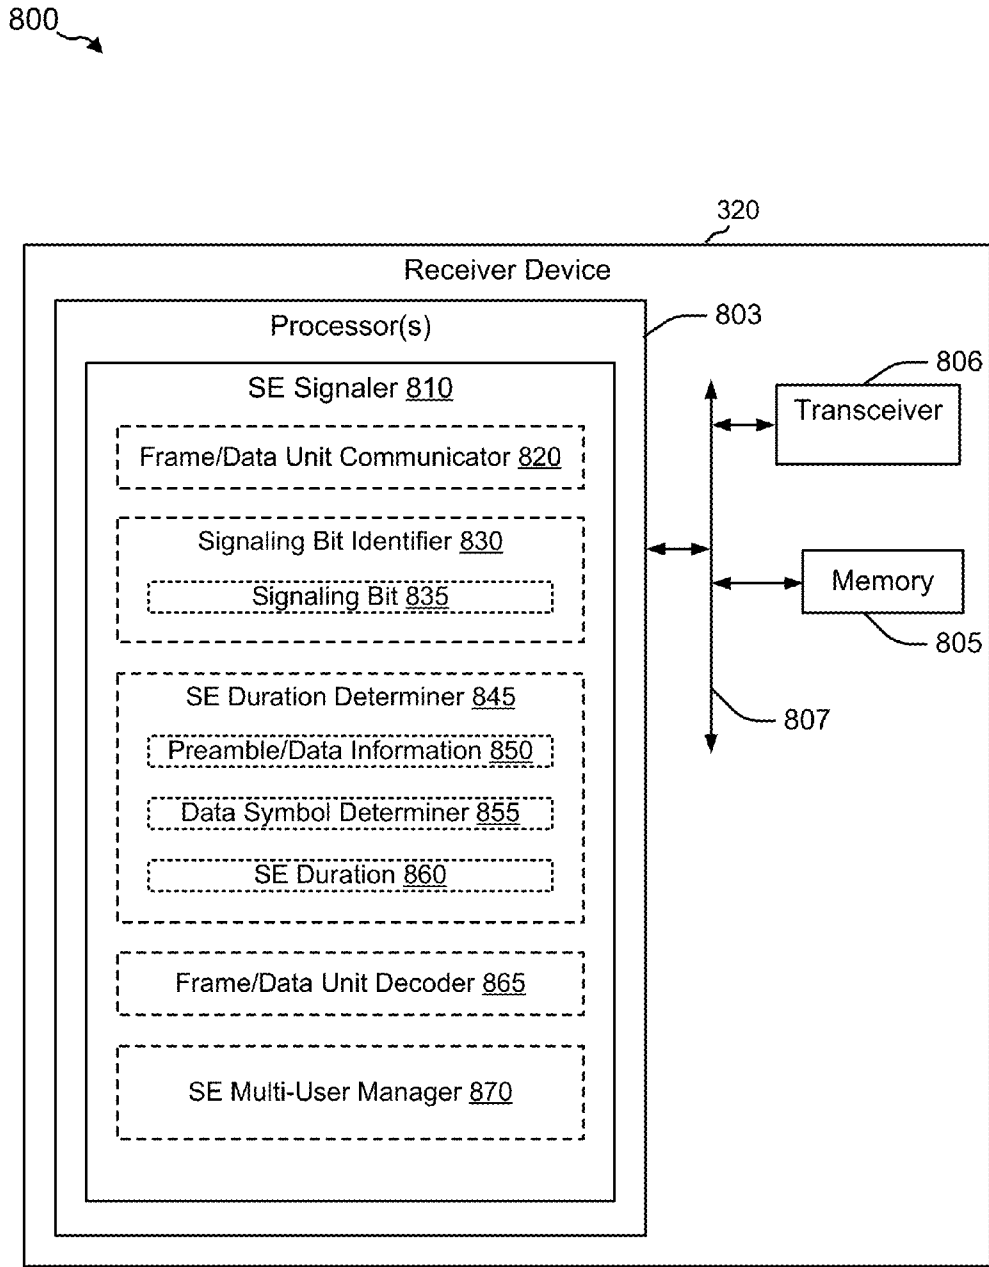 800
320
Receiver Device
Processor(s)
803
SE Signaler 810
806
Transceiver
Frame/Data Unit Communicator 820
Signaling Bit Identifier 830
Signaling Bit 835
Memory
805
SE Duration Determiner 845
807
Preamble/Data Information 850
Data Symbol Determiner 855
SE Duration 860
Frame/Data Unit Decoder 865
SE Multi-User Manager 870